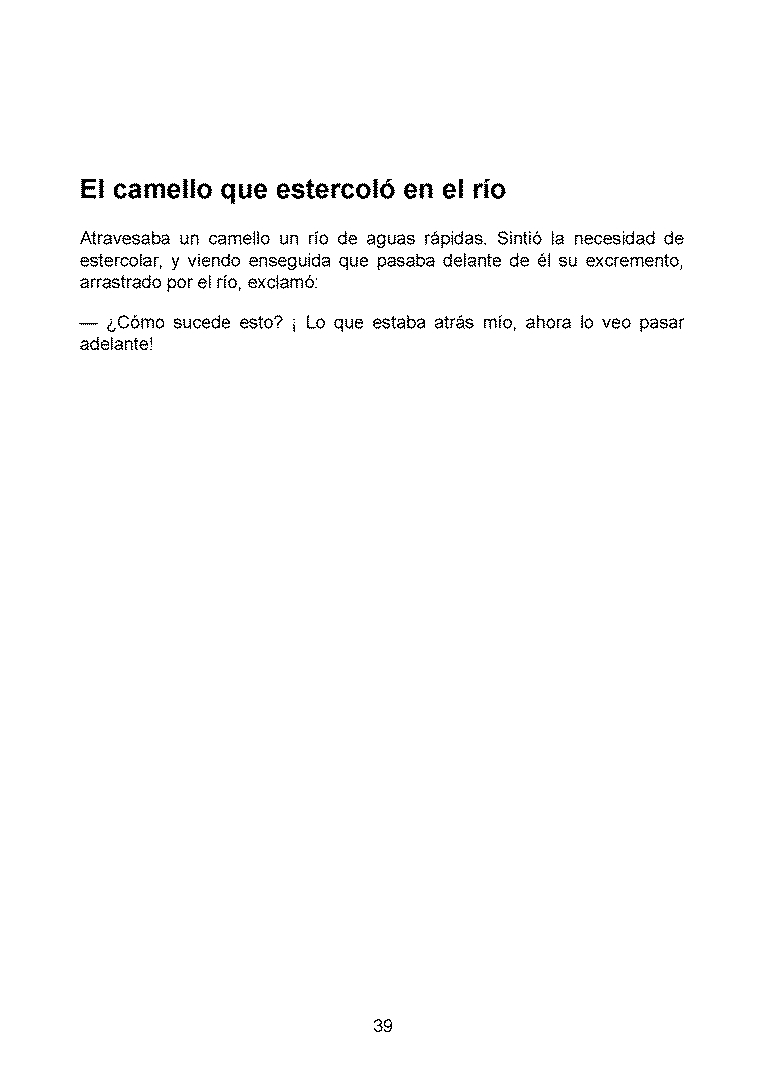 El camello que estercoló en el río
Atravesaba un camello un río de aguas rápidas. Sintió la necesidad de
estercolar, y viendo enseguida que pasaba delante de él su excremento,
arrastrado por el río, exclamó:
— ¿Cómo sucede esto? ¡ Lo que estaba atrás mío, ahora lo veo pasar
adelante!
39